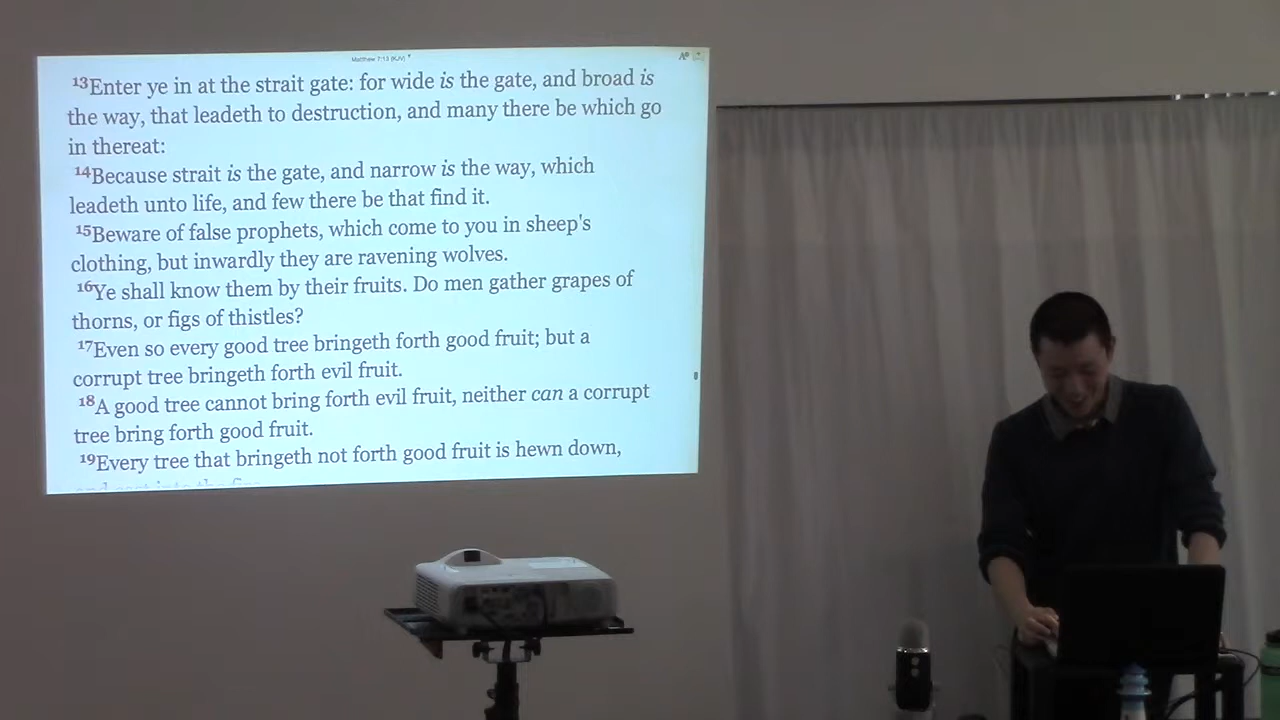 Matthew 7:13 (KJV)
13Enter ye in at the strait gate: for wide is the gate, and broad is
the way, that leadeth to destruction, and many there be which go
in thereat:
14Because strait is the gate, and narrow is the way, which
leadeth unto life, and few there be that find it.
15Beware of false prophets, which come to you in sheep's
clothing, but inwardly they are ravening wolves.
16Ye shall know them by their fruits. Do men gather grapes of
thorns, or figs of thistles?
17Even so every good tree bringeth forth good fruit; but a
corrupt tree bringeth forth evil fruit.
18A good tree cannot bring forth evil fruit, neither can a corrupt
tree bring forth good fruit.
19Every tree that bringeth not forth good fruit is hewn down,